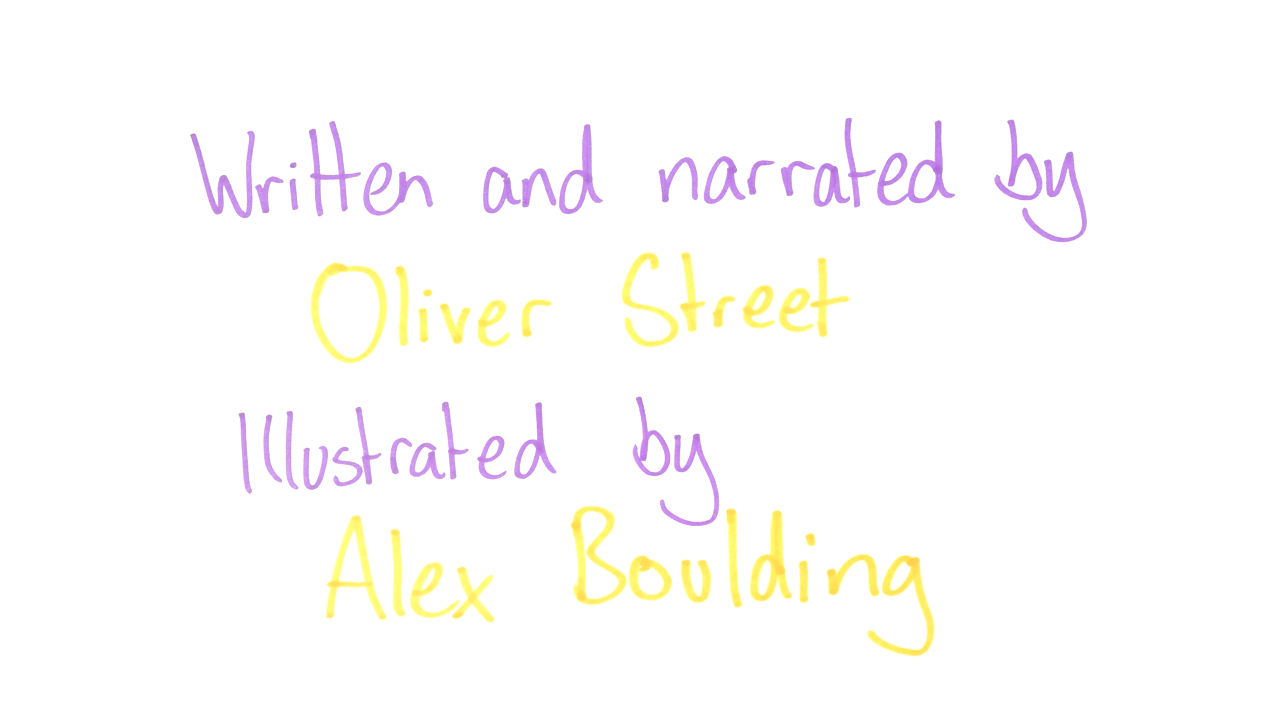 Written and narrated by
Oliver Street
Illustrated by
Alex Boulding